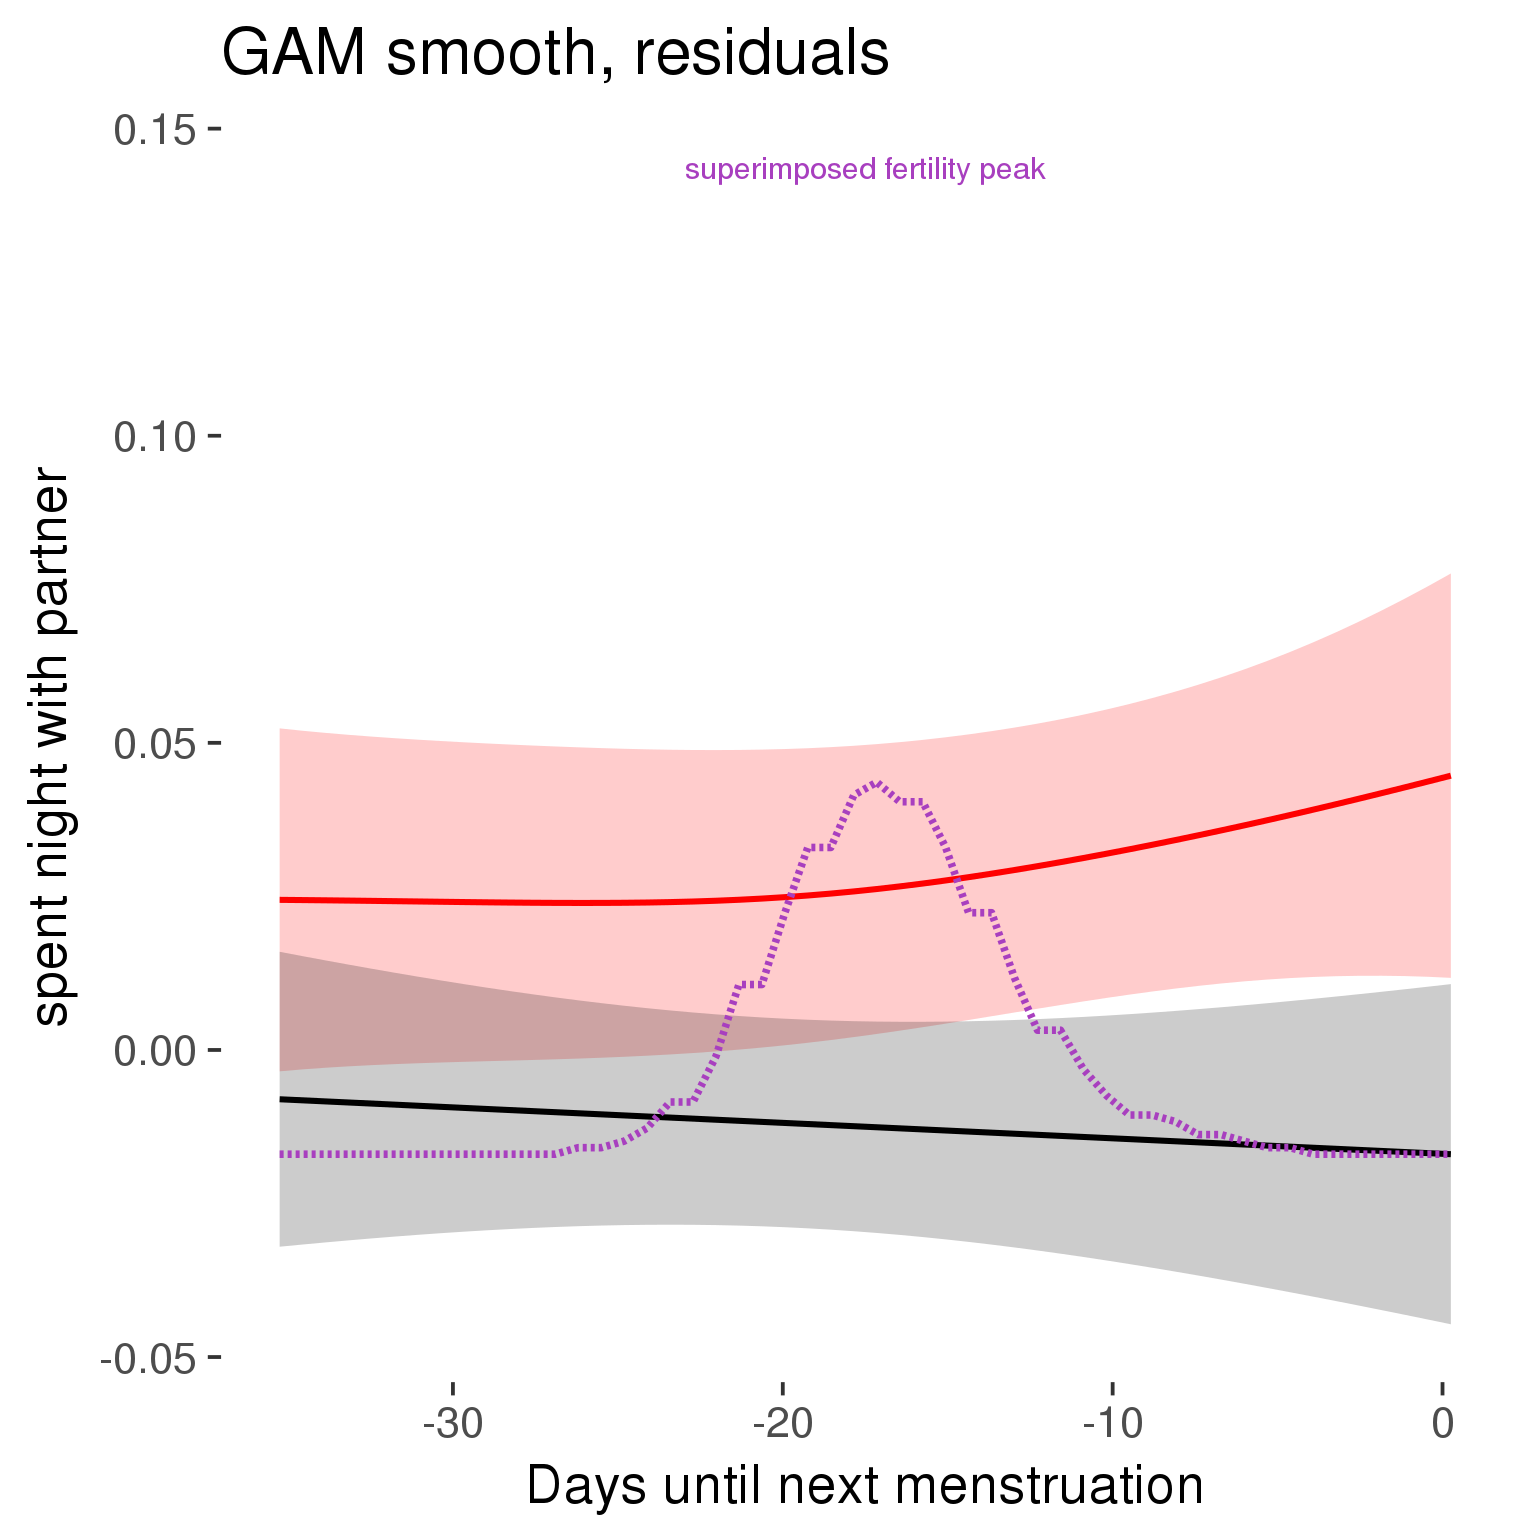 GAM smooth, residuals
0.15
superimposed fertility peak
0.10
0.05
0.00
-0.05
spent night with partner
-30
-20
-10
0
Days until next menstruation